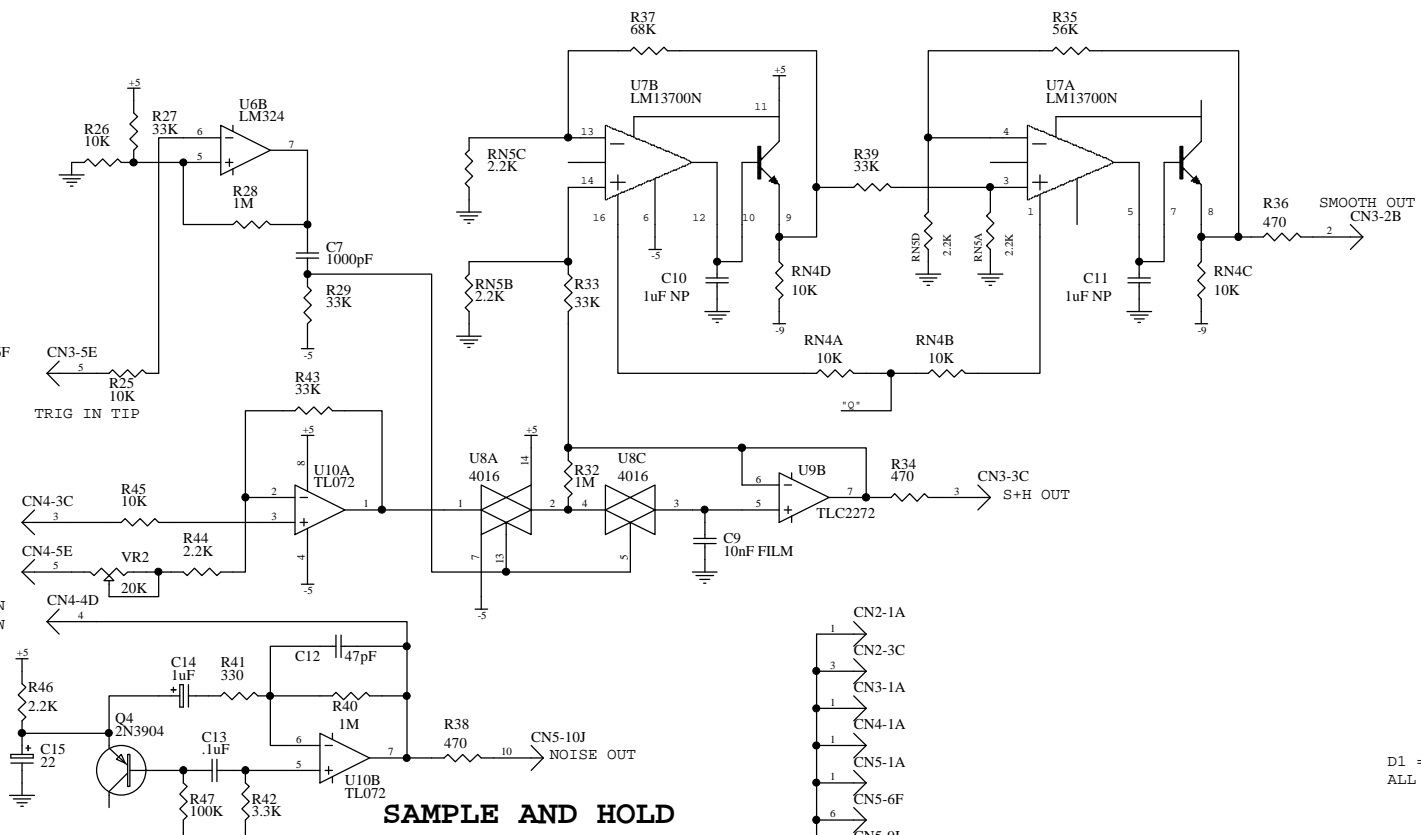 R37
68K
R35
56K
+5
U6B
LM324
R26
10K
R27
33K
6
5
7
R28
1M
C7
1000pF
R29
33K
-5
U7B
LM13700N
+5
11
13
14
16
6
-5
12
10
9
RN5C
2.2K
RN5B
2.2K
R33
33K
C10
1uF NP
RN4D
10K
-9
R39
33K
U7A
LM13700N
4
3
1
5
7
8
RN5D
2.2K
RN5A
2.2K
C11
1uF NP
RN4C
10K
-9
R36
470
SMOOTH OUT
CN3-2B
2
RN4A
10K
RN4B
10K
"Q"
CN3-5E
5
R25
10K
TRIG IN TIP
R43
33K
+5
8
U10A
TL072
2
3
1
4
-5
CN4-3C
3
R45
10K
CN4-5E
5
VR2
20K
R44
2.2K
CN4-4D
4
U8A
4016
+5
14
1
2
7
13
-5
R32
1M
U8C
4016
4
3
5
C9
10nF FILM
U9B
6
5
7
TLC2272
R34
470
CN3-3C
3
S+H OUT
+5
R46
2.2K
C15
22
+
Q4
2N3904
C14
1uF
+
R41
330
C12
47pF
R40
1M
C13
.1uF
R47
100K
R42
3.3K
6
5
7
U10B
TL072
R38
470
CN5-10J
10
NOISE OUT
SAMPLE AND HOLD
CN2-1A
1
CN2-3C
3
CN3-1A
1
CN4-1A
1
CN5-1A
1
CN5-6F
6
D1 =
ALL